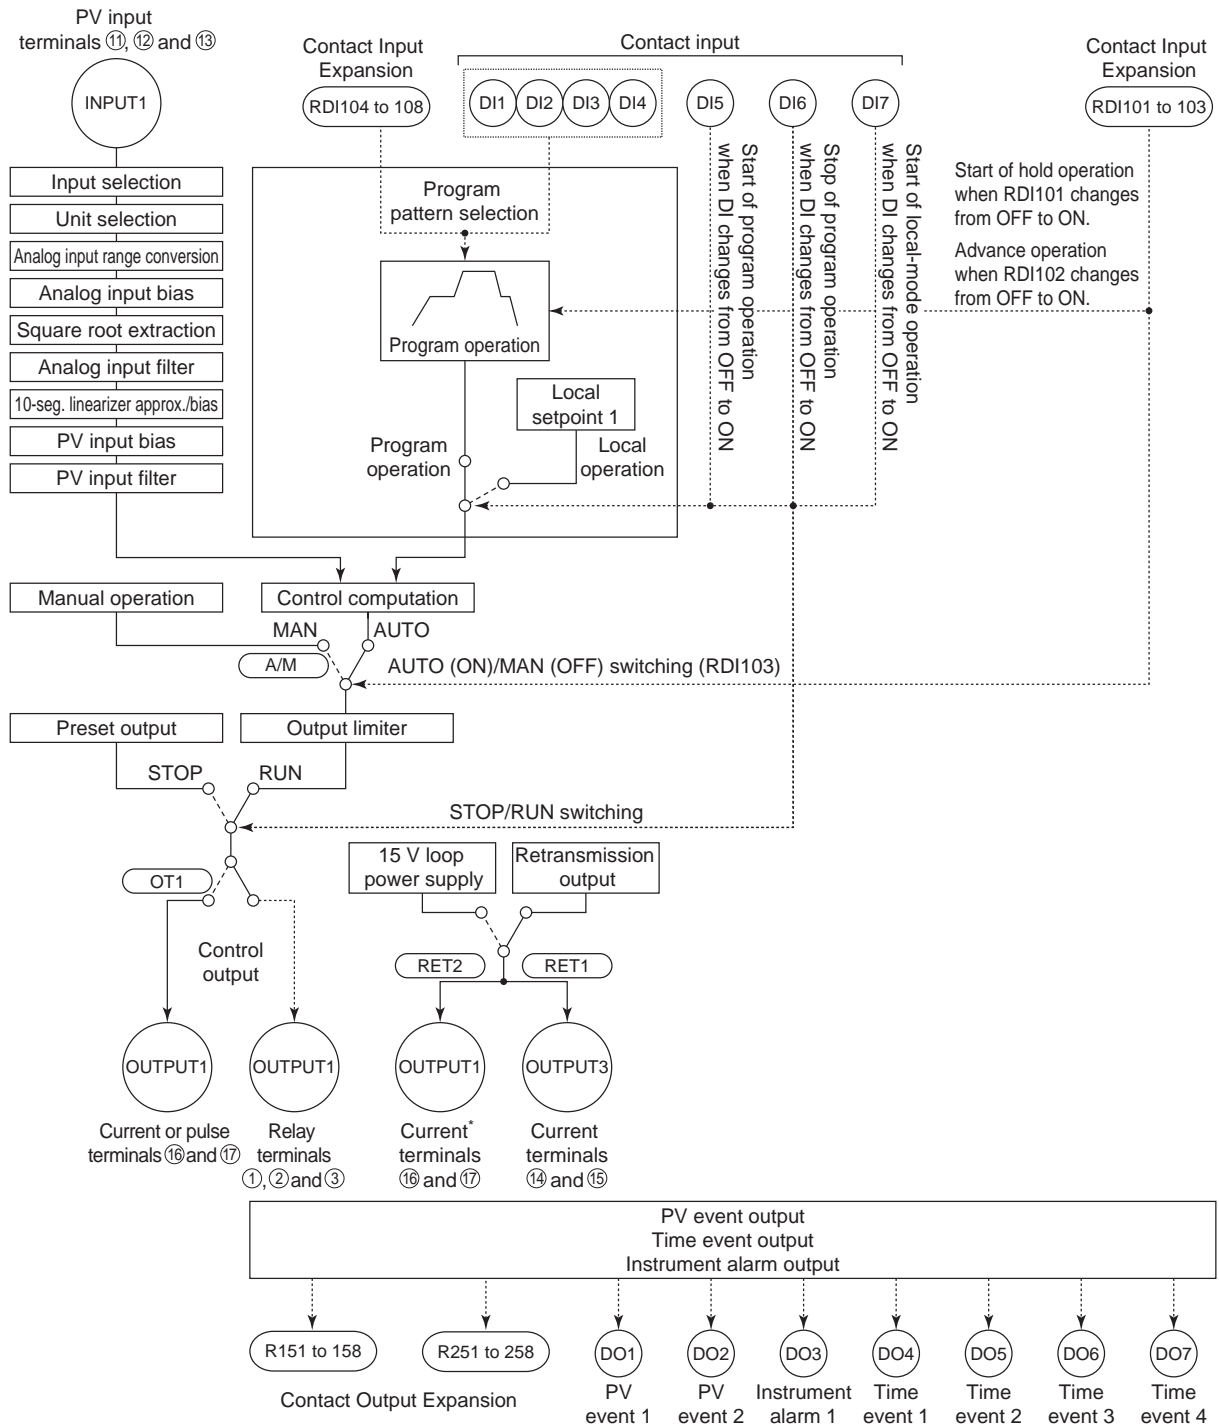 PV input
terminals ⑪, ⑫ and ⑬
INPUT1
Contact Input
Expansion
RDI104 to 108
Contact input
DI1
DI2
DI3
DI4
DI5
DI6
DI7
Contact Input
Expansion
RDI101 to 103
Input selection
Unit selection
Analog input range conversion
Analog input bias
Square root extraction
Analog input filter
10-seg. linearizer approx./bias
PV input bias
PV input filter
Program
pattern selection
Program operation
Local
setpoint 1
Program
operation
Local
operation
Start of program operation
when DI changes from OFF to ON
Stop of program operation
when DI changes from OFF to ON
Start of local-mode operation
when DI changes from OFF to ON
Start of hold operation
when RDI101 changes
from OFF to ON.
Advance operation
when RDI102 changes
from OFF to ON.
Manual operation
Control computation
MAN
AUTO
A/M
AUTO (ON)/MAN (OFF) switching (RDI103)
Preset output
Output limiter
STOP
RUN
STOP/RUN switching
OT1
Control
output
15 V loop
power supply
Retransmission
output
RET2
RET1
OUTPUT1
OUTPUT1
OUTPUT1
OUTPUT3
Current or pulse
terminals ⑯ and ⑰
Relay
terminals
①, ② and ③
Current*
terminals
⑯ and ⑰
Current
terminals
⑭ and ⑮
PV event output
Time event output
Instrument alarm output
R151 to 158
R251 to 258
Contact Output Expansion
DO1
DO2
DO3
DO4
DO5
DO6
DO7
PV
event 1
PV
event 2
Instrument
alarm 1
Time
event 1
Time
event 2
Time
event 3
Time
event 4